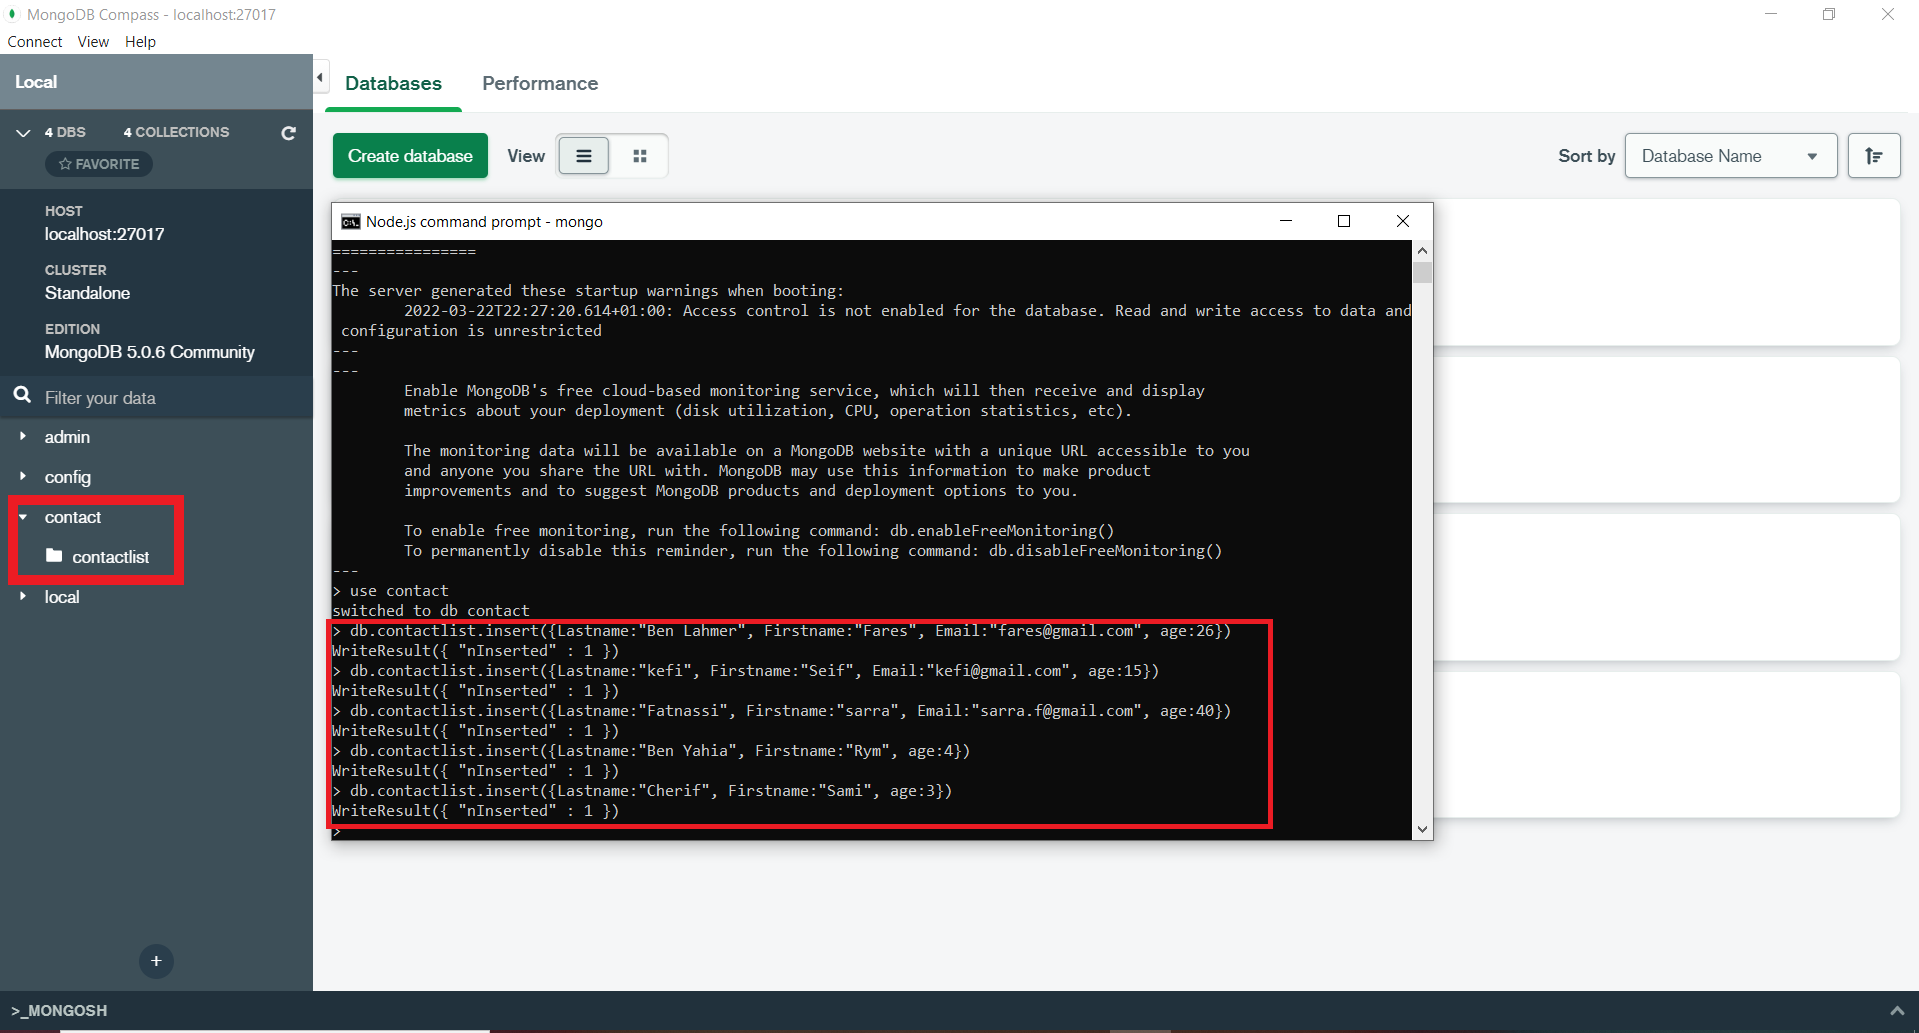 MongoDB Compass - localhost:27017
Connect View Help
Local
Databases Performance
4 DBS 4 COLLECTIONS
FAVORITE
Create database View Sort by Database Name
HOST
localhost:27017
CLUSTER
Standalone
EDITION
MongoDB 5.0.6 Community
Filter your data
admin
config
contact
contactlist
local
Node.js command prompt - mongo
================
---
The server generated these startup warnings when booting:
2022-03-22T22:27:20.614+01:00: Access control is not enabled for the database. Read and write access to data and
configuration is unrestricted
---
---
Enable MongoDB's free cloud-based monitoring service, which will then receive and display
metrics about your deployment (disk utilization, CPU, operation statistics, etc).
The monitoring data will be available on a MongoDB website with a unique URL accessible to you
and anyone you share the URL with. MongoDB may use this information to make product
improvements and to suggest MongoDB products and deployment options to you.
To enable free monitoring, run the following command: db.enableFreeMonitoring()
To permanently disable this reminder, run the following command: db.disableFreeMonitoring()
---
> use contact
switched to db contact
> db.contactlist.insert({Lastname:"Ben Lahmer", Firstname:"Fares", Email:"fares@gmail.com", age:26})
WriteResult({ "nInserted" : 1 })
> db.contactlist.insert({Lastname:"kefi", Firstname:"Seif", Email:"kefi@gmail.com", age:15})
WriteResult({ "nInserted" : 1 })
> db.contactlist.insert({Lastname:"Fatnassi", Firstname:"sarra", Email:"sarra.f@gmail.com", age:40})
WriteResult({ "nInserted" : 1 })
> db.contactlist.insert({Lastname:"Ben Yahia", Firstname:"Rym", age:4})
WriteResult({ "nInserted" : 1 })
> db.contactlist.insert({Lastname:"Cherif", Firstname:"Sami", age:3})
WriteResult({ "nInserted" : 1 })
>
+
>_MONGOSH